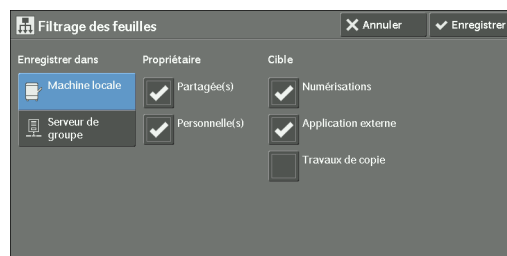 Filtrage des feuilles
Annuler
Enregistrer
Enregistrer dans
Propriétaire
Cible
Machine locale
Partagée(s)
Numérisations
Serveur de
groupe
Personnelle(s)
Application externe
Travaux de copie